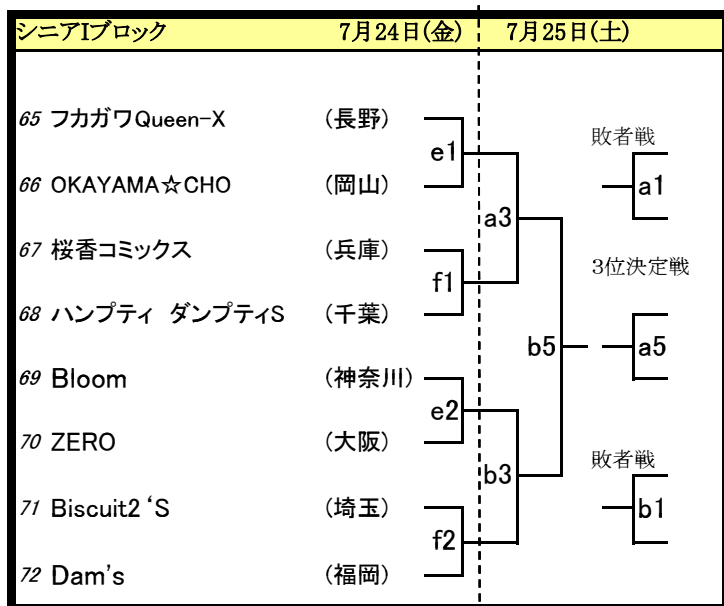 シニアIブロック 7月24日(金) 7月25日(土)
65 フカガワQueen-X (長野)
e1
敗者戦
66 OKAYAMA☆CHO (岡山)
a1
a3
67 桜香コミックス (兵庫)
f1
3位決定戦
68 ハンプティ ダンプティS (千葉)
b5
a5
69 Bloom (神奈川)
e2
70 ZERO (大阪)
敗者戦
b3
71 Biscuit2‘S (埼玉)
b1
f2
72 Dam's (福岡)